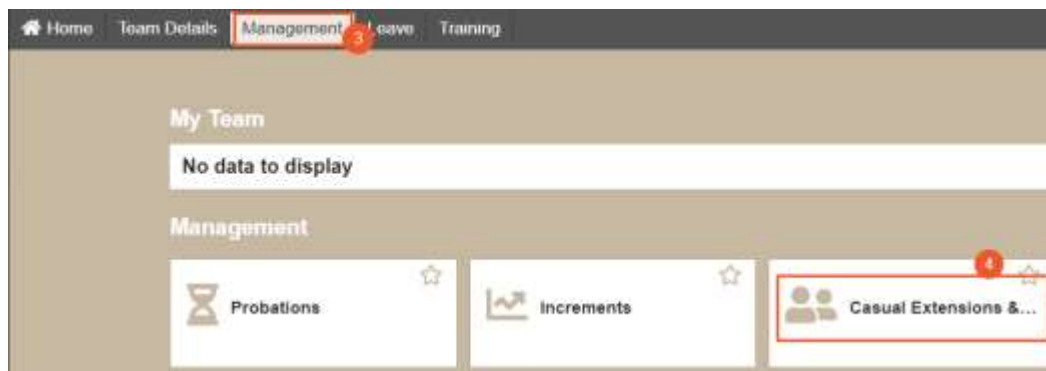 Home Team Details Management 3 Leave Training
My Team
No data to display
Management
4
Probations Increments Casual Extensions &...